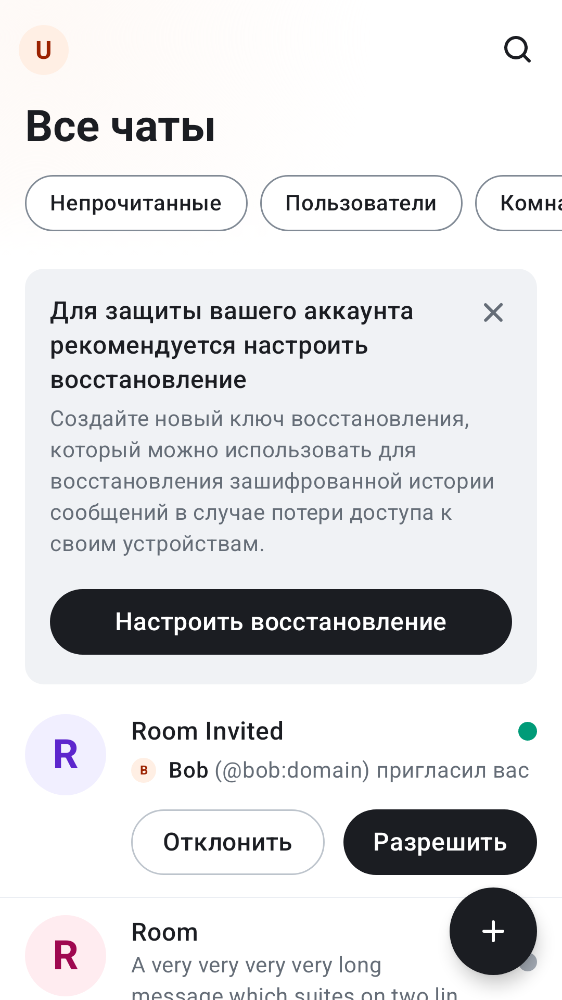 U
Все чаты
Непрочитанные
Пользователи
Для защиты вашего аккаунта
рекомендуется настроить
восстановление
Создайте новый ключ восстановления,
который можно использовать для
восстановления зашифрованной истории
сообщений в случае потери доступа к
своим устройствам.
Настроить восстановление
R
Room Invited
B
Bob (@bob:domain) пригласил вас
Отклонить
Разрешить
R
Room
A very very very very long
message which suites on two lin